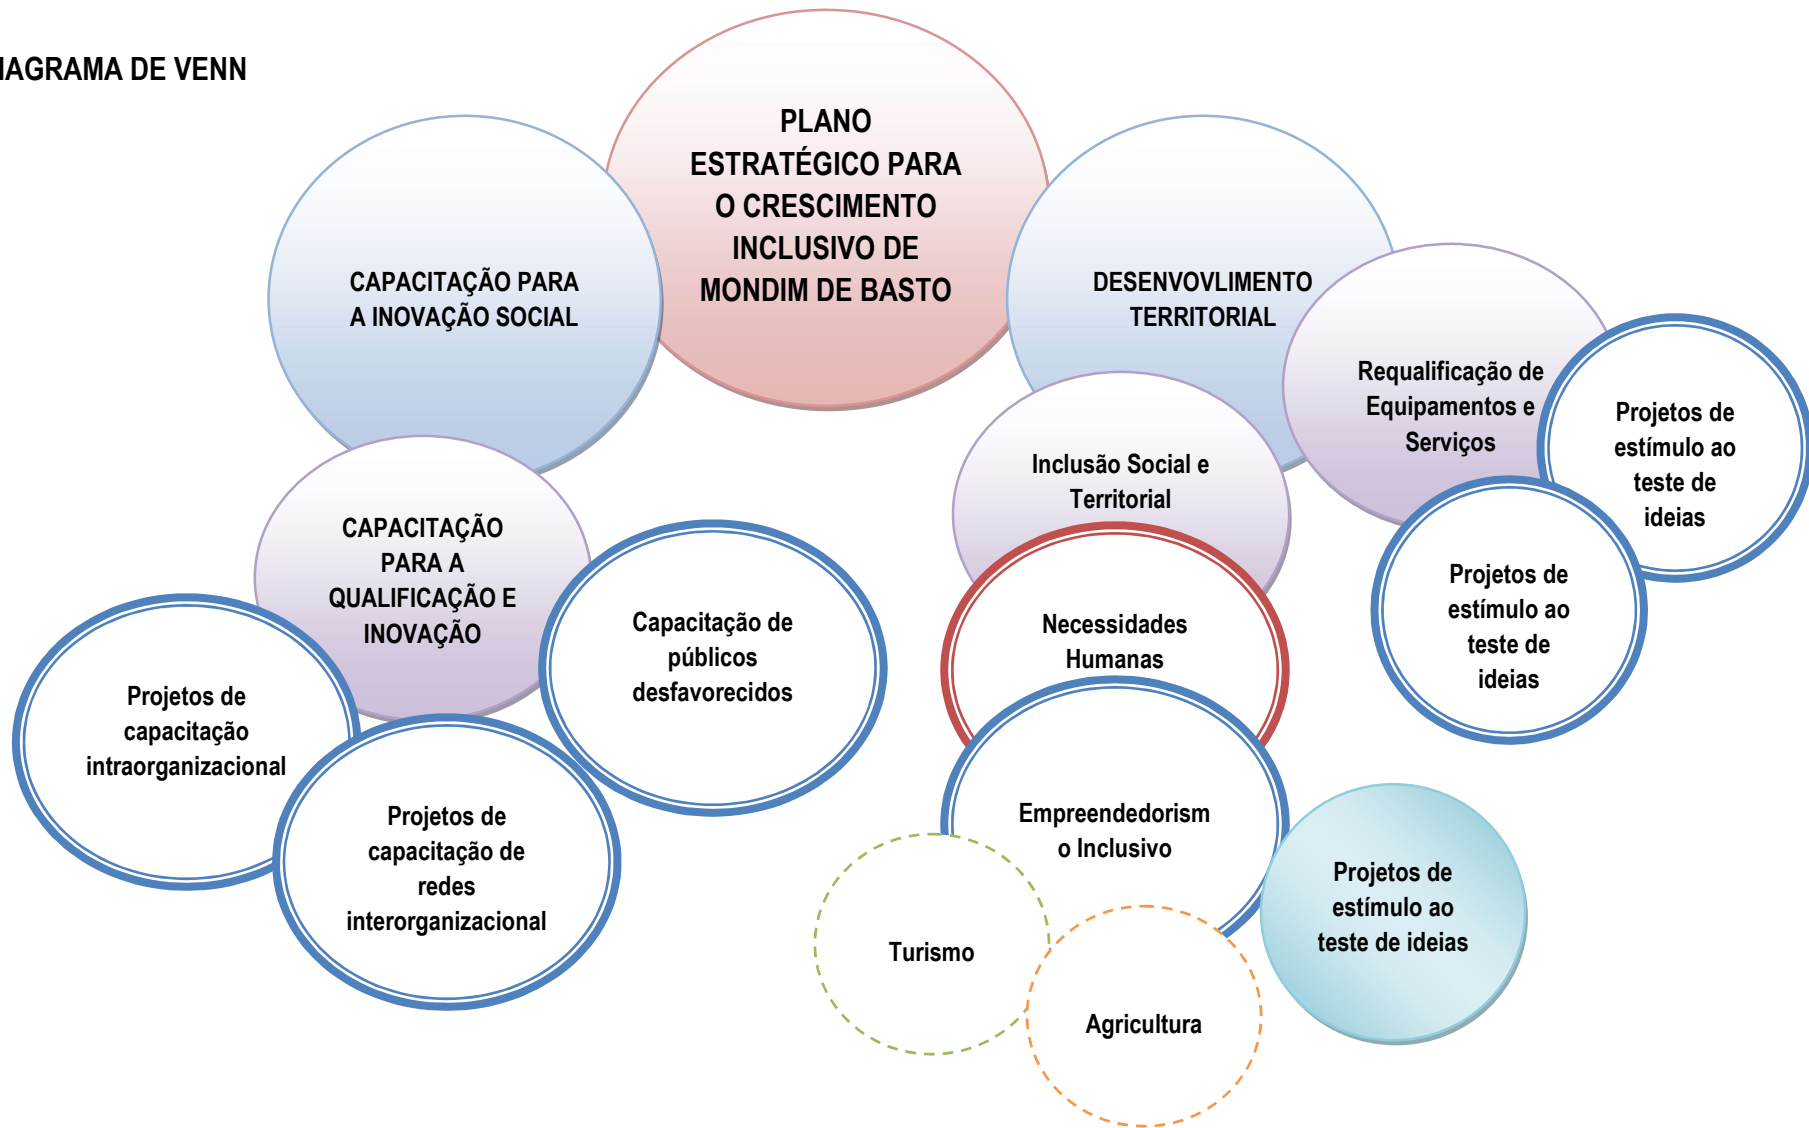 IAGRAMA DE VENN
PLANO
ESTRATÉGICO PARA
O CRESCIMENTO
INCLUSIVO DE
MONDIM DE BASTO
CAPACITAÇÃO PARA
A INOVAÇÃO SOCIAL
DESENVOVLIMENTO
TERRITORIAL
Requalificação de
Equipamentos e
Serviços
Projetos de
estímulo ao
teste de
ideias
Inclusão Social e
Territorial
CAPACITAÇÃO
PARA A
QUALIFICAÇÃO E
INOVAÇÃO
Projetos de
estímulo ao
teste de
ideias
Capacitação de
públicos
desfavorecidos
Necessidades
Humanas
Projetos de
capacitação
intraorganizacional
Projetos de
capacitação de
redes
interorganizacional
Empreendedorism
o Inclusivo
Projetos de
estímulo ao
teste de ideias
Turismo
Agricultura